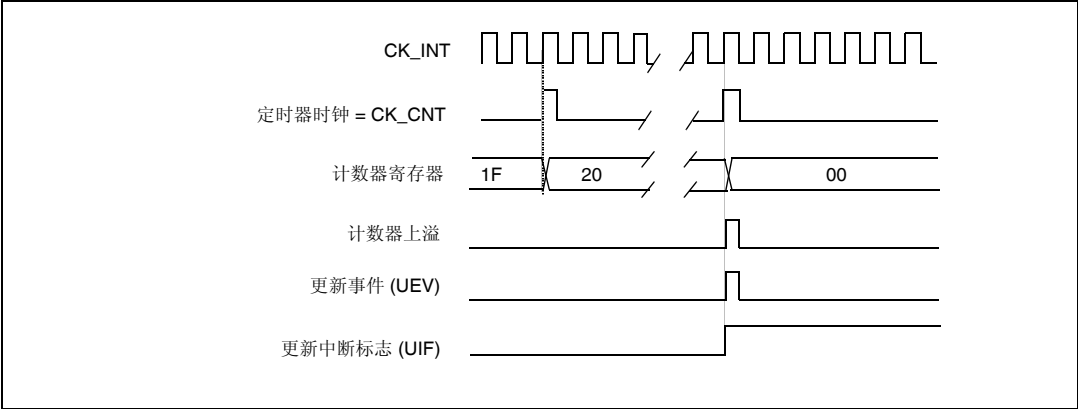 CK_INT
定时器时钟 = CK_CNT
计数器寄存器 1F 20 00
计数器上溢
更新事件 (UEV)
更新中断标志 (UIF)